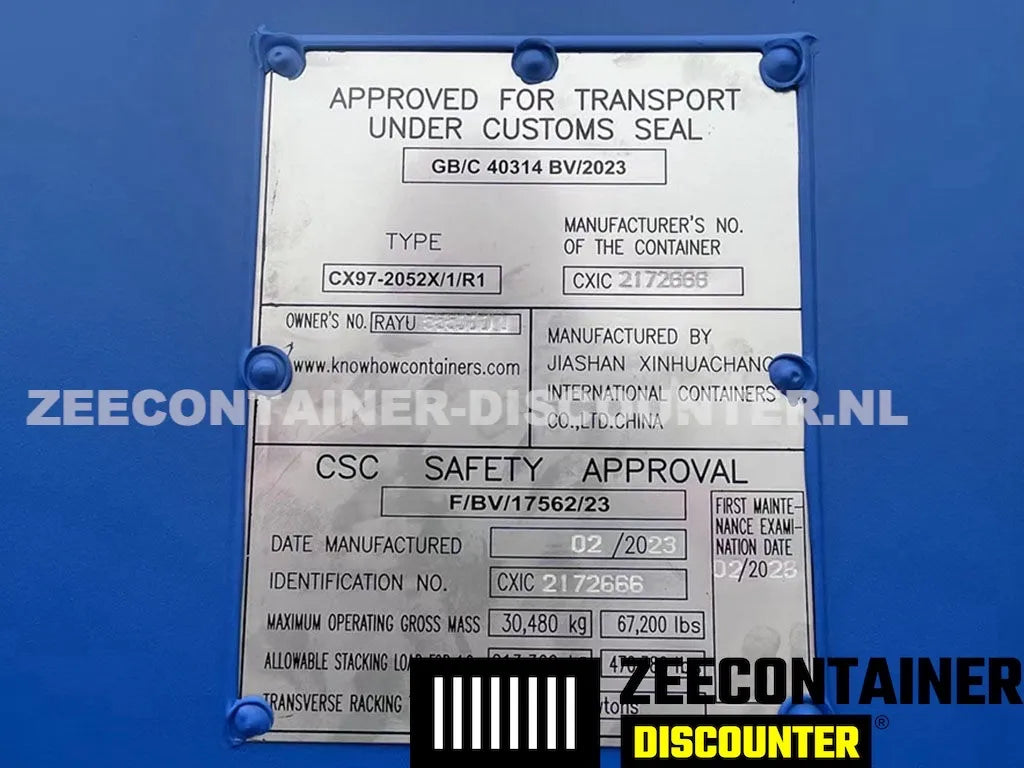 APPROVED FOR TRANSPORT
UNDER CUSTOMS SEAL
GB/C 40314 BV/2023
TYPE
CX97-2052X/1/R1
MANUFACTURER'S NO.
OF THE CONTAINER
CXIC 2172666
OWNER'S NO. RAYU
www.knowhowcontainers.com
MANUFACTURED BY
JIASHAN XINHUACHANG
INTERNATIONAL CONTAINERS
CO.,LTD.CHINA
ZEECONTAINER-DISCOUNTER.NL
CSC SAFETY APPROVAL
F/BV/17562/23
DATE MANUFACTURED 02 /2023
IDENTIFICATION NO. CXIC 2172666
MAXIMUM OPERATING GROSS MASS 30,480 kg 67,200 lbs
ALLOWABLE STACKING
TRANSVERSE RACKING
FIRST MAINTE-
NANCE EXAMI-
NATION DATE
02/2028
ZEECONTAINER
DISCOUNTER ®